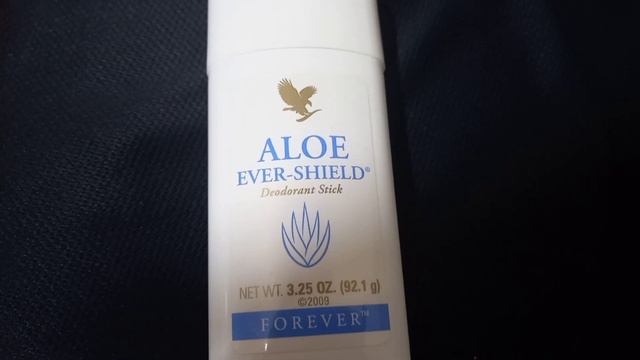 ALOE
EVER-SHIELD®
Deodorant Stick
NET WT. 3.25 OZ. (92.1 g)
©2009
FOREVER™